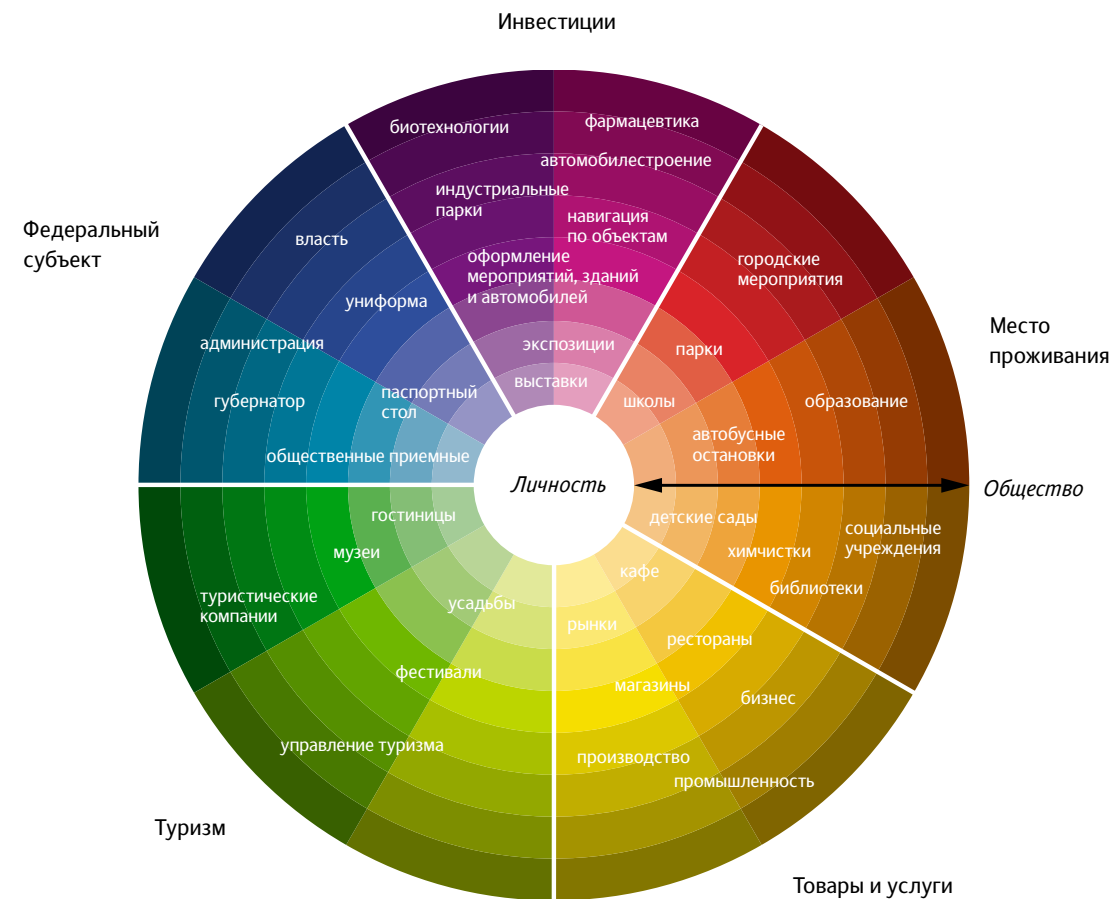 Инвестиции
биотехнологии
фармацевтика
автомобилестроение
индустриальные
парки
навигация
по объектам
оформление
мероприятий, зданий
и автомобилей
экспозиции
выставки
Федеральный
субъект
власть
униформа
администрация
губернатор
паспортный
стол
общественные приемные
Место
проживания
городские
мероприятия
парки
школы
образование
автобусные
остановки
Личность
Общество
детские сады
социальные
учреждения
химчистки
библиотеки
гостиницы
музеи
туристические
компании
усадьбы
фестивали
управление туризма
Туризм
кафе
рынки
рестораны
магазины
бизнес
производство
промышленность
Товары и услуги